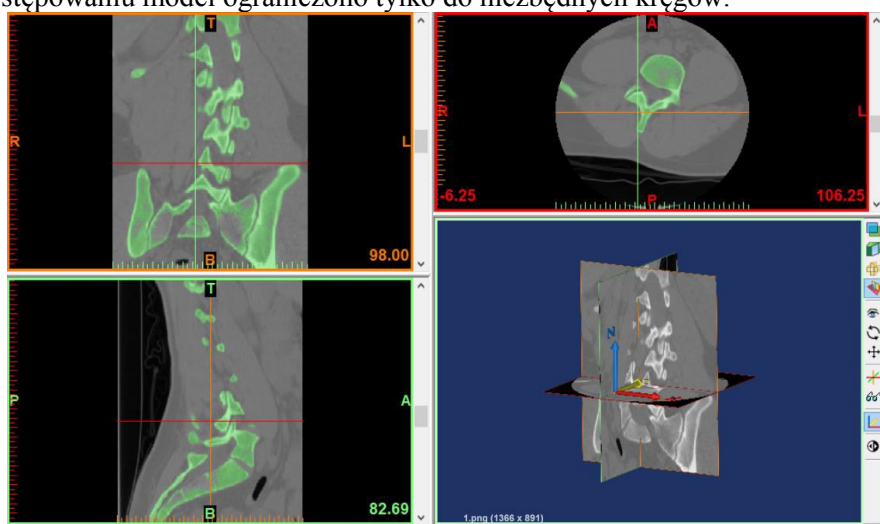 stępowaniu model ograniczono tylko do niezbędnych kręgów.
T
R
L
B
98.00
A
R
L
-6.25
P
106.25
T
P
A
B
82.69
N
1.png (1366 x 891)